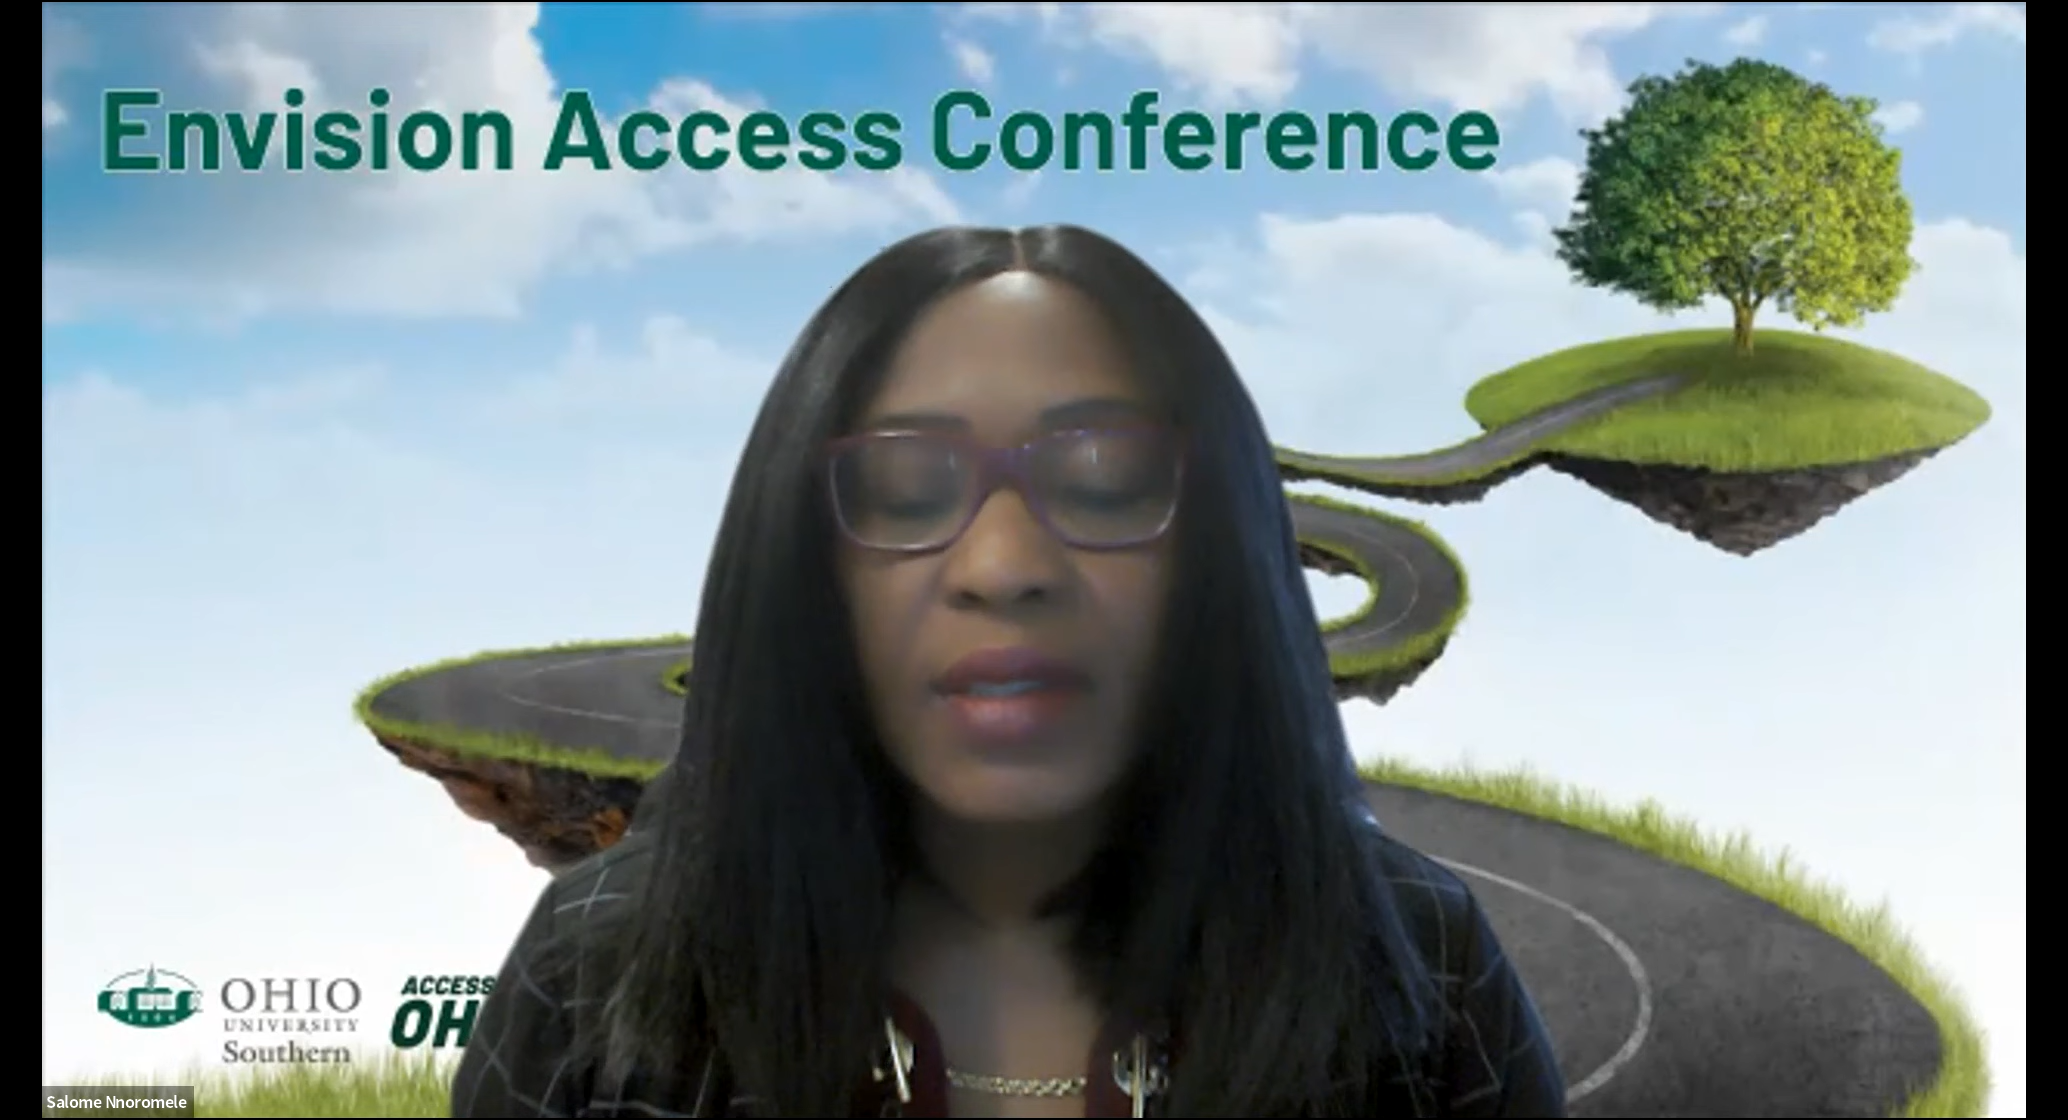 Envision Access Conference
OHIO
UNIVERSITY
Southern
ACCESS
OH
Salome Nnoromele